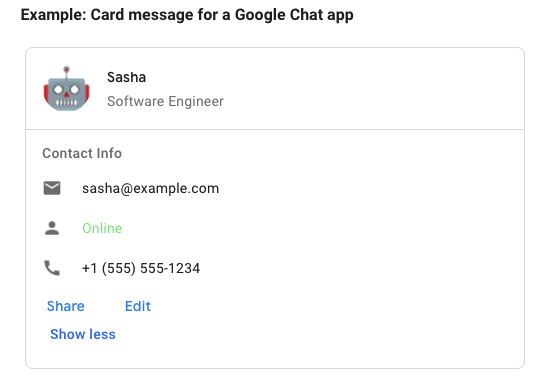 Example: Card message for a Google Chat app
Sasha
Software Engineer
Contact Info
sasha@example.com
Online
+1 (555) 555-1234
Share Edit
Show less